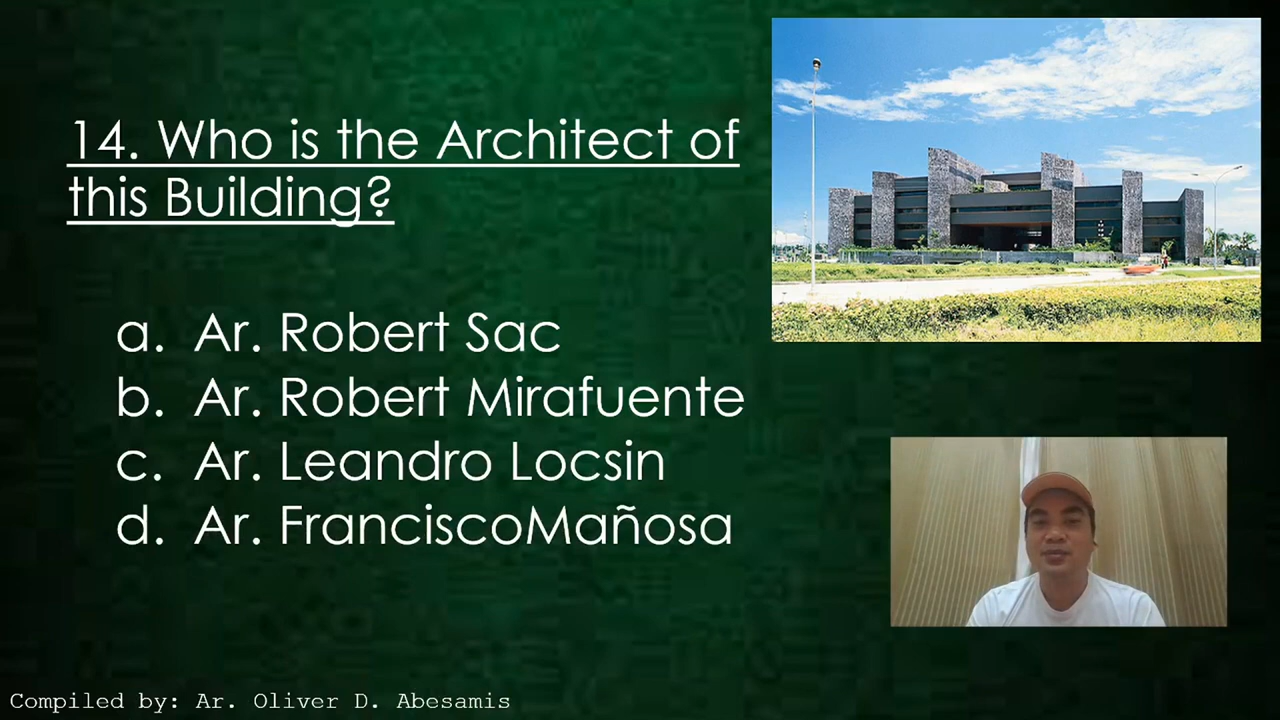 14. Who is the Architect of
this Building?
a. Ar. Robert Sac
b. Ar. Robert Mirafuente
c. Ar. Leandro Locsin
d. Ar. FranciscoMañosa
Compiled by: Ar. Oliver D. Abesamis